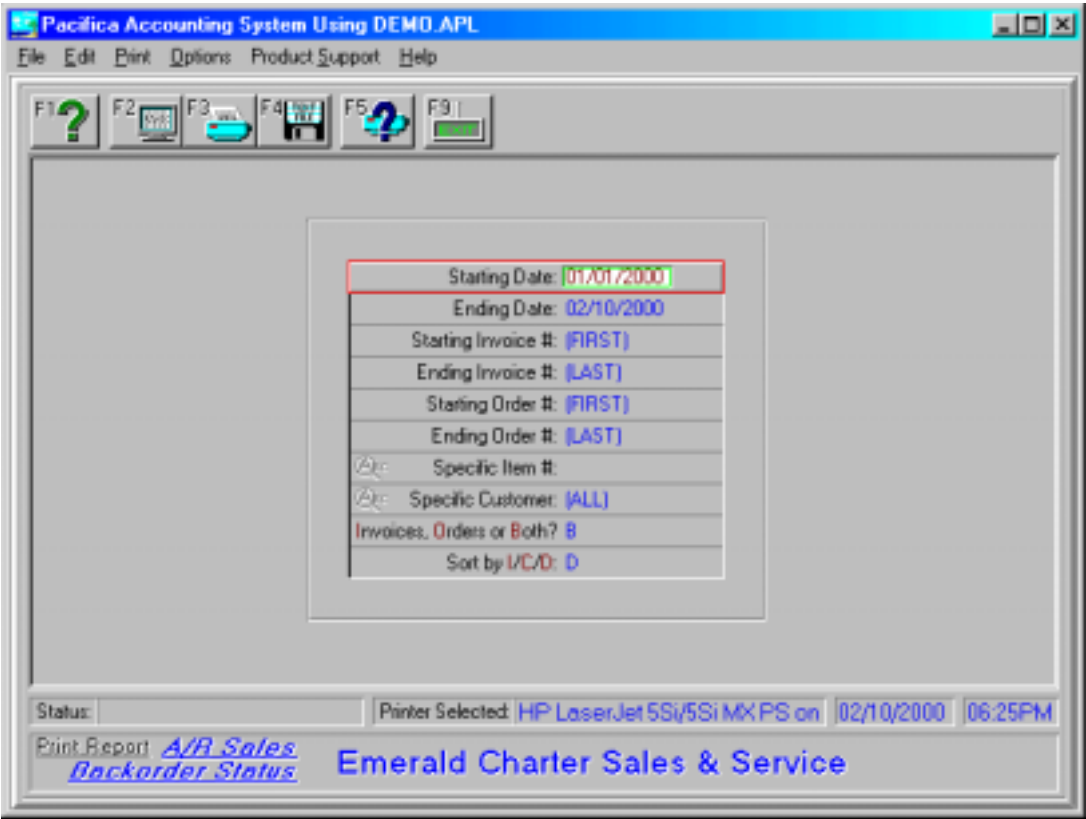 Pacifica Accounting System Using DEMO.APL
File Edit Print Options Product Support Help
F1 F2 F3 F4 F5 F9
EXIT
Starting Date: 01/01/2000
Ending Date: 02/10/2000
Starting Invoice #: (FIRST)
Ending Invoice #: (LAST)
Starting Order #: (FIRST)
Ending Order #: (LAST)
Specific Item #:
Specific Customer: (ALL)
Invoices, Orders or Both? B
Sort by I/C/D: D
Status: Printer Selected: HP LaserJet 5Si/5Si MX PS on 02/10/2000 06:25PM
Print Report A/R Sales
Backorder Status
Emerald Charter Sales & Service